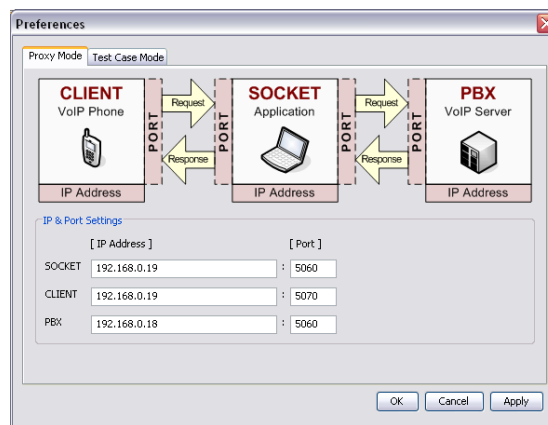 Preferences
Proxy Mode Test Case Mode
CLIENT
VoIP Phone
PORT
IP Address
Request
Response
PORT
SOCKET
Application
PORT
IP Address
Request
Response
PORT
PBX
VoIP Server
IP Address
IP & Port Settings
[ IP Address ] [ Port ]
SOCKET 192.168.0.19 : 5060
CLIENT 192.168.0.19 : 5070
PBX 192.168.0.18 : 5060
OK Cancel Apply